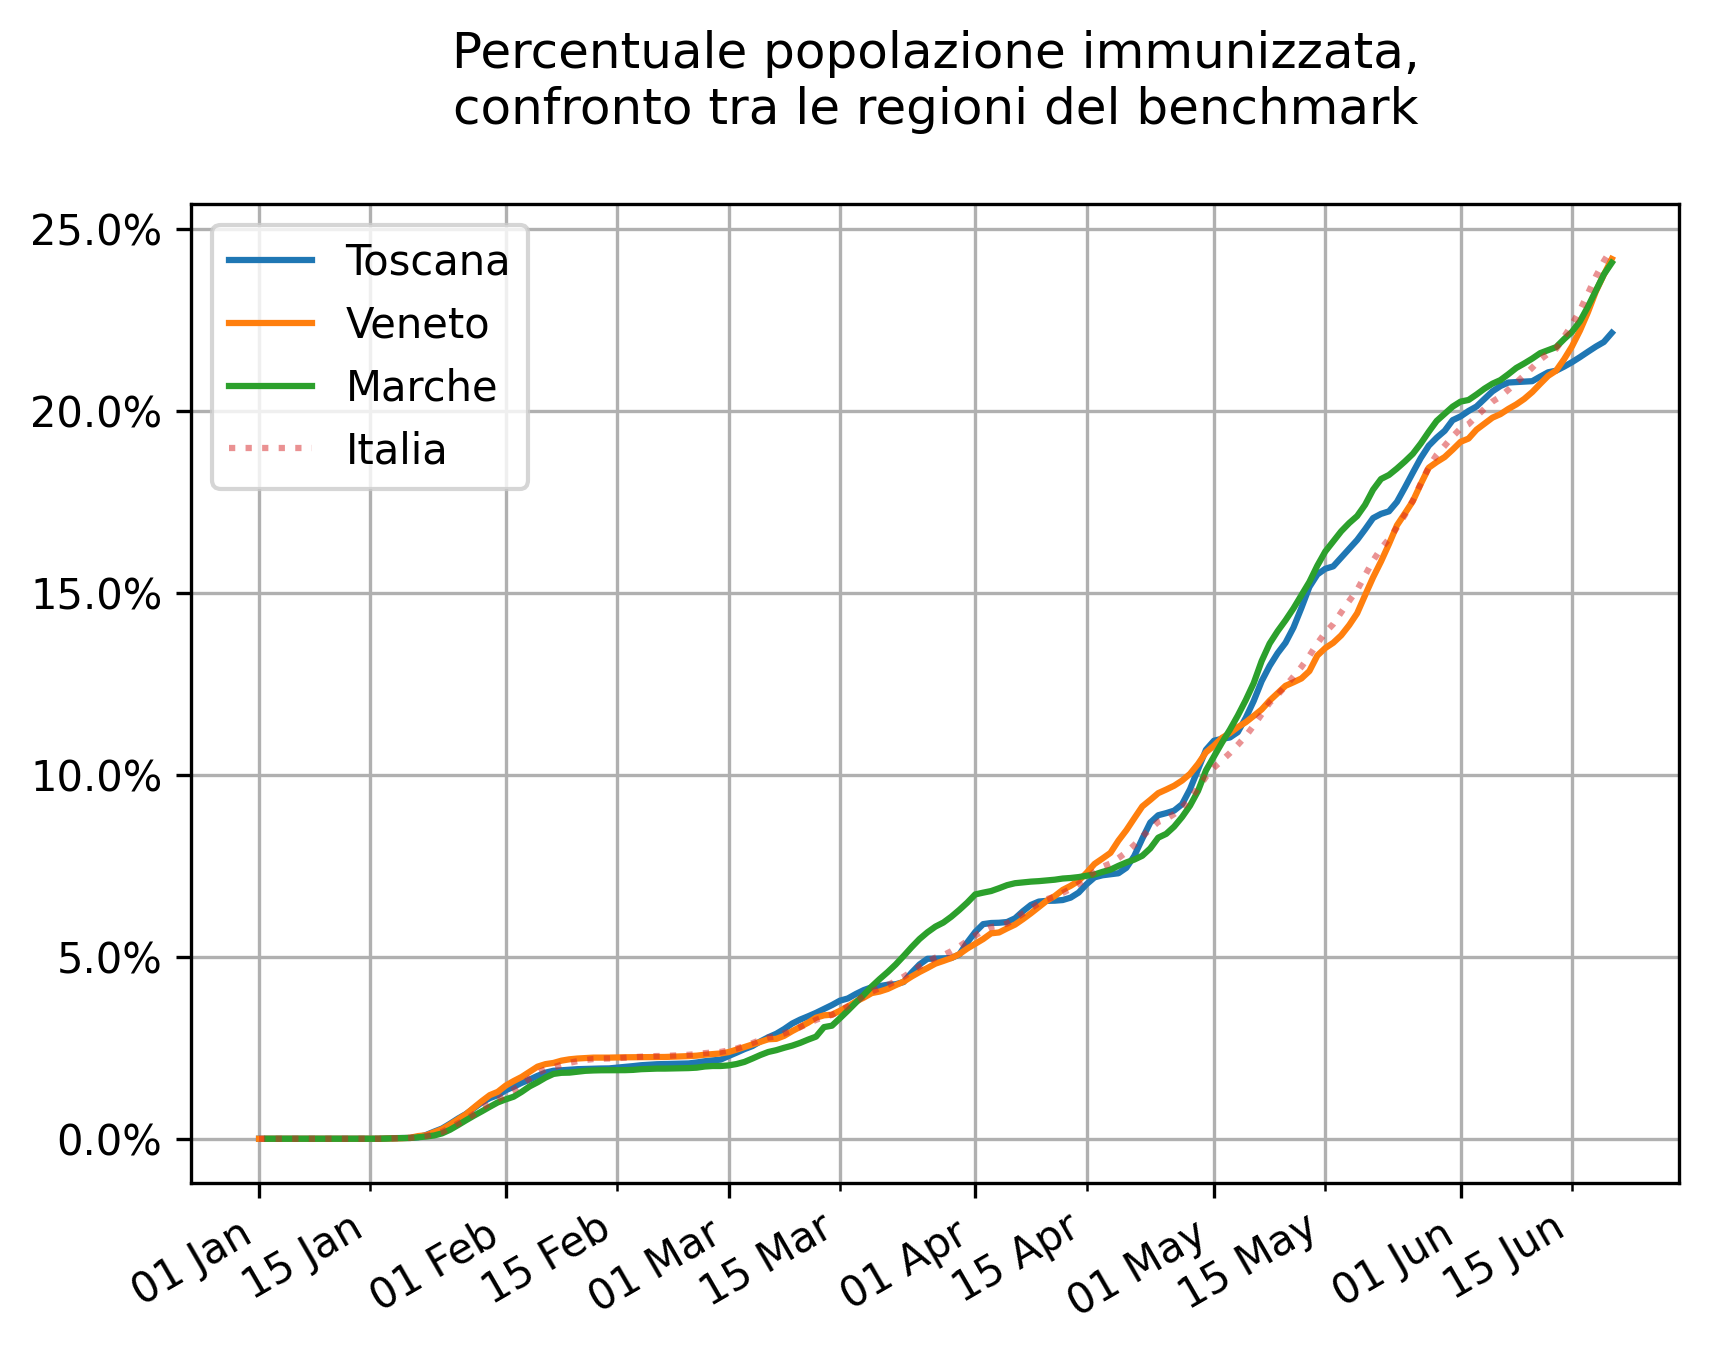 Percentuale popolazione immunizzata,
confronto tra le regioni del benchmark
25.0%
20.0%
15.0%
10.0%
5.0%
0.0%
Toscana
Veneto
Marche
Italia
01 Jan
15 Jan
01 Feb
15 Feb
01 Mar
15 Mar
01 Apr
15 Apr
01 May
15 May
01 Jun
15 Jun